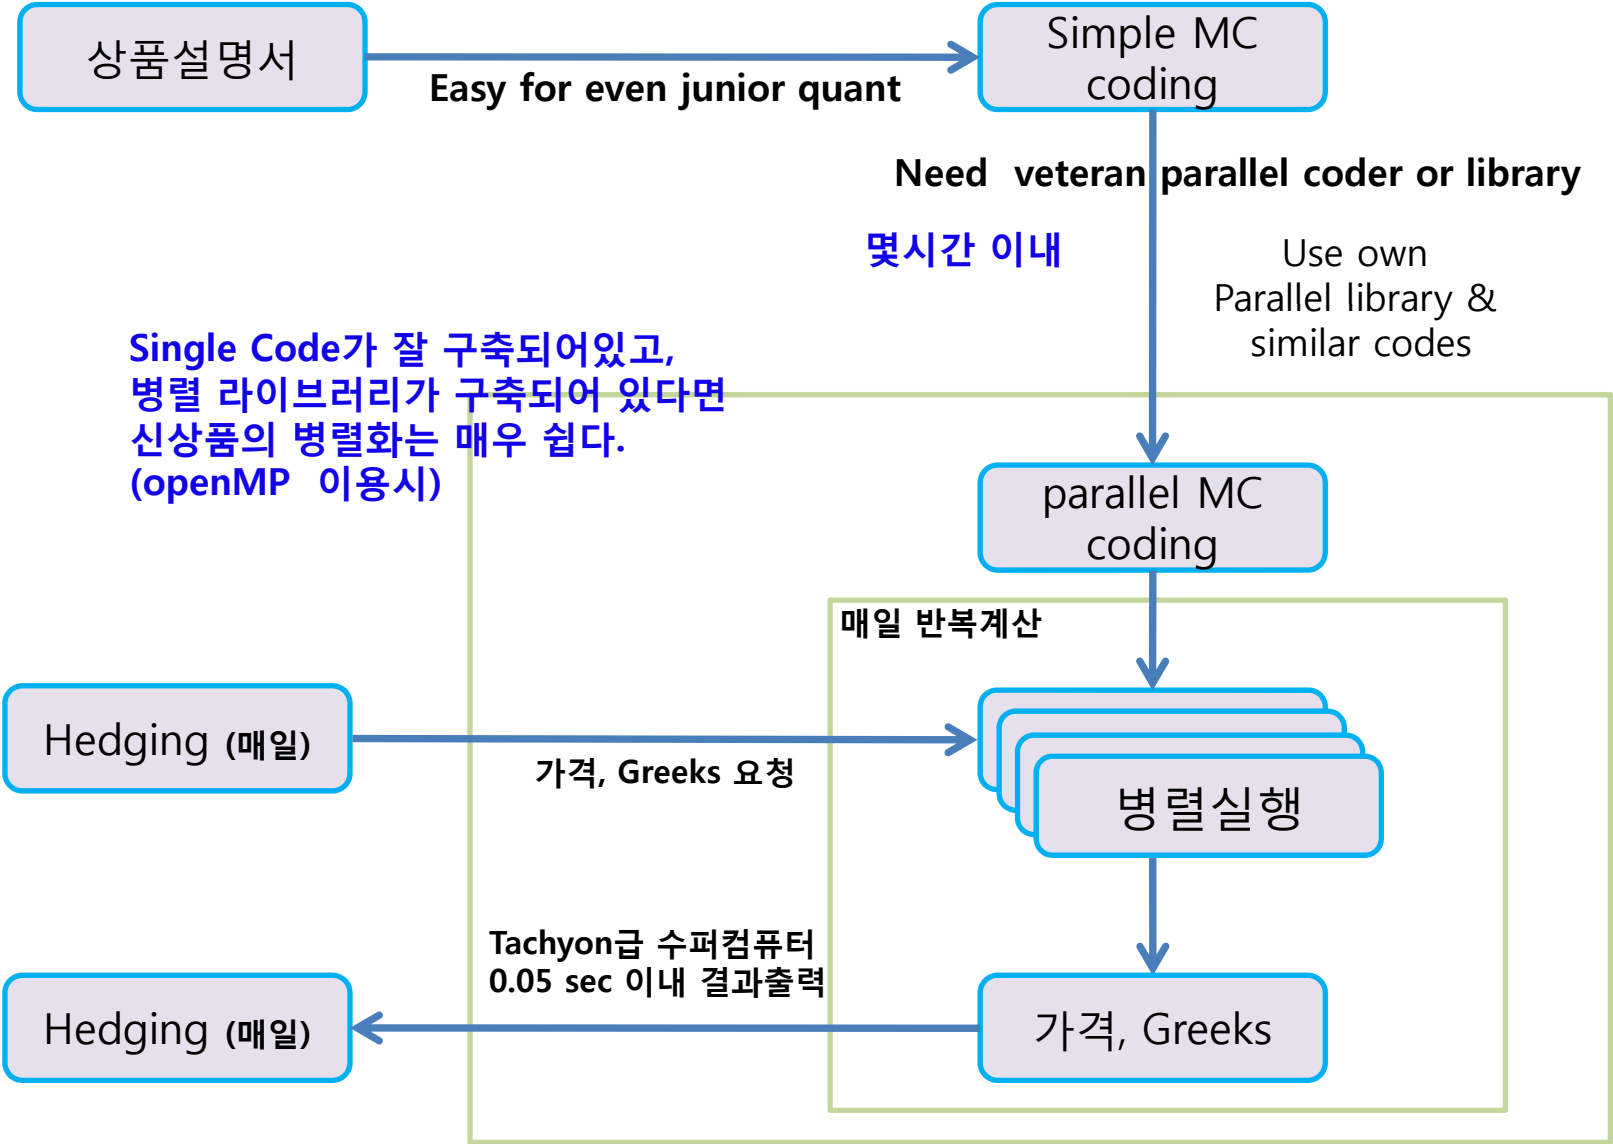 상품설명서
Simple MC
coding
Easy for even junior quant
Need veteran parallel coder or library
몇시간 이내
Use own
Parallel library &
similar codes
Single Code가 잘 구축되어있고,
병렬 라이브러리가 구축되어 있다면
신상품의 병렬화는 매우 쉽다.
(openMP 이용시)
parallel MC
coding
매일 반복계산
Hedging (매일)
가격, Greeks 요청
병렬실행
Tachyon급 수퍼컴퓨터
0.05 sec 이내 결과출력
Hedging (매일)
가격, Greeks